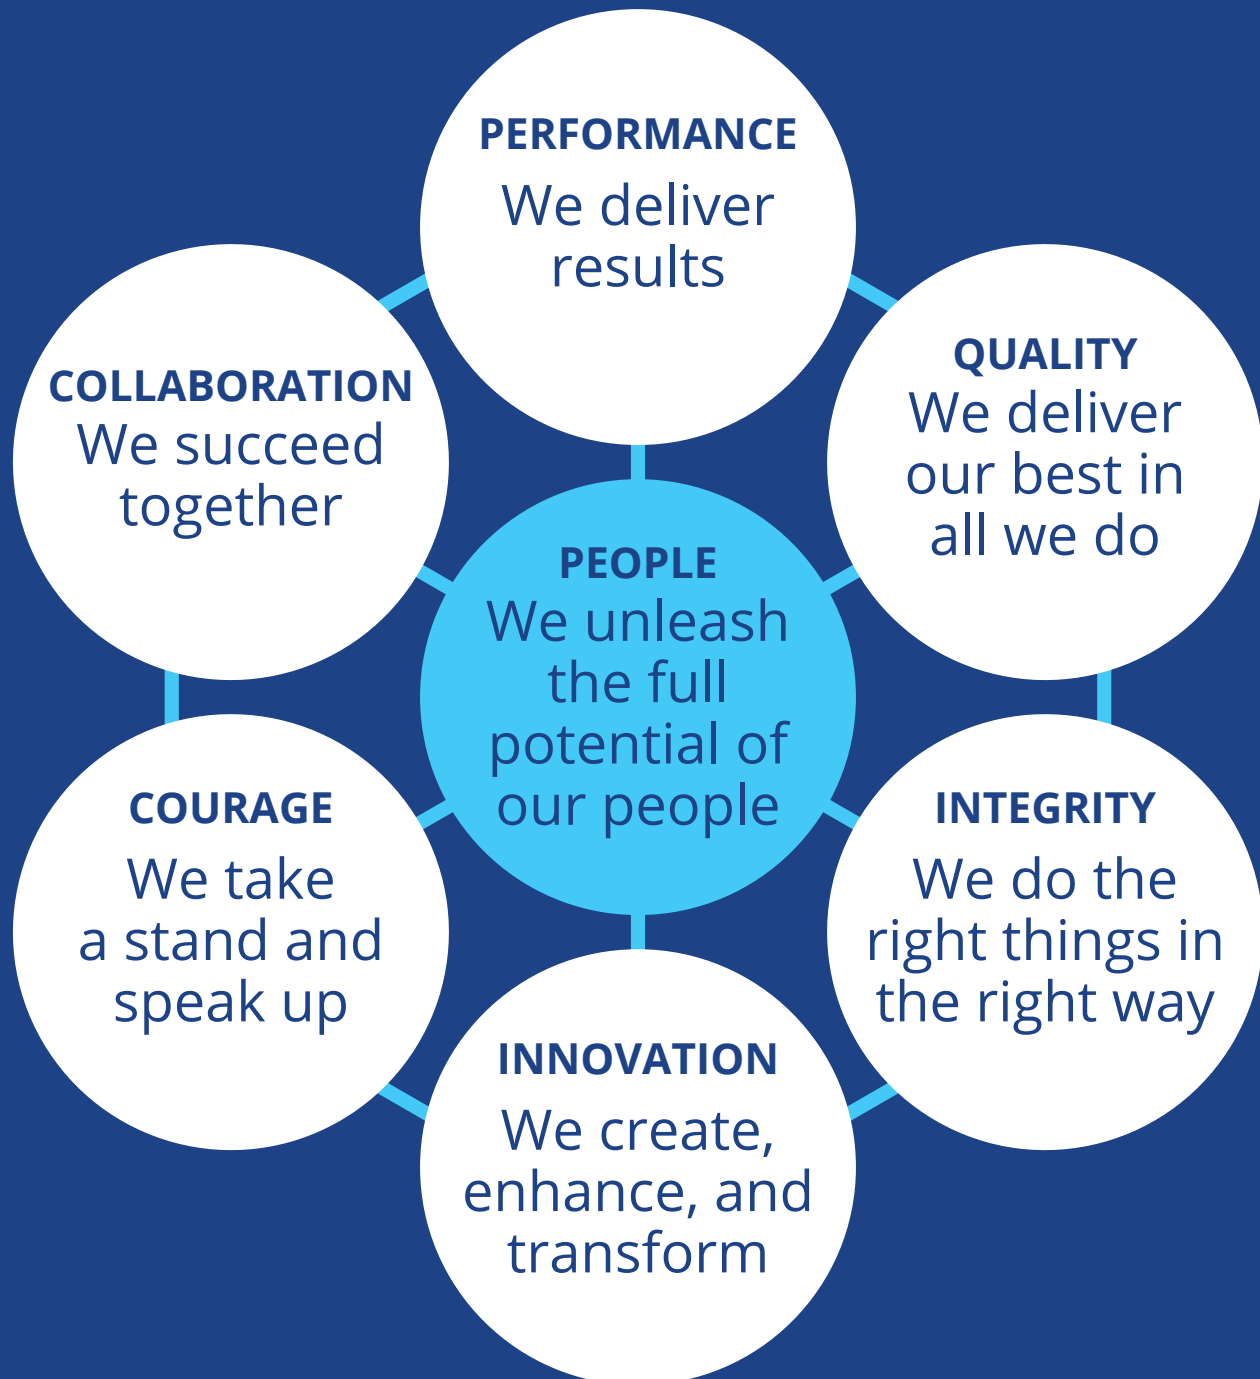 PERFORMANCE
We deliver
results
COLLABORATION
We succeed
together
QUALITY
We deliver
our best in
all we do
PEOPLE
We unleash
the full
potential of
our people
COURAGE
We take
a stand and
speak up
INTEGRITY
We do the
right things in
the right way
INNOVATION
We create,
enhance, and
transform